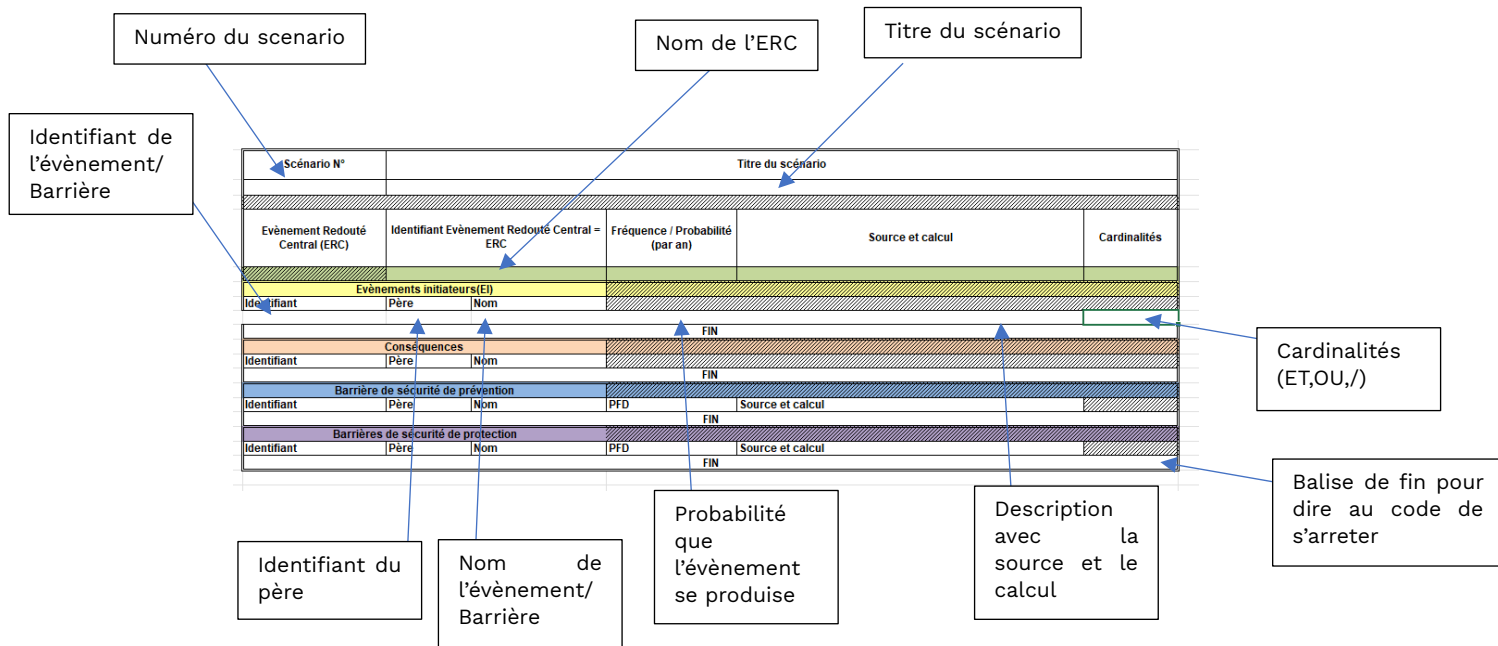 Numéro du scenario
Nom de l'ERC
Titre du scénario
Identifiant de
l'évènement/
Barrière
Scénario N°
Titre du scénario
Evènement Redouté
Central (ERC)
Identifiant Evènement Redouté Central =
ERC
Fréquence / Probabilité
(par an)
Source et calcul
Cardinalités
Evènements initiateurs(EI)
Identifiant Père Nom
FIN
Conséquences
Identifiant Père Nom
FIN
Barrière de sécurité de prévention
Identifiant Père Nom PFD Source et calcul
FIN
Barrières de sécurité de protection
Identifiant Père Nom PFD Source et calcul
FIN
Cardinalités
(ET,OU,/)
Balise de fin pour
dire au code de
s'arreter
Identifiant du
père
Nom de
l'évènement/
Barrière
Probabilité
que
l'évènement
se produise
Description
avec la
source et le
calcul